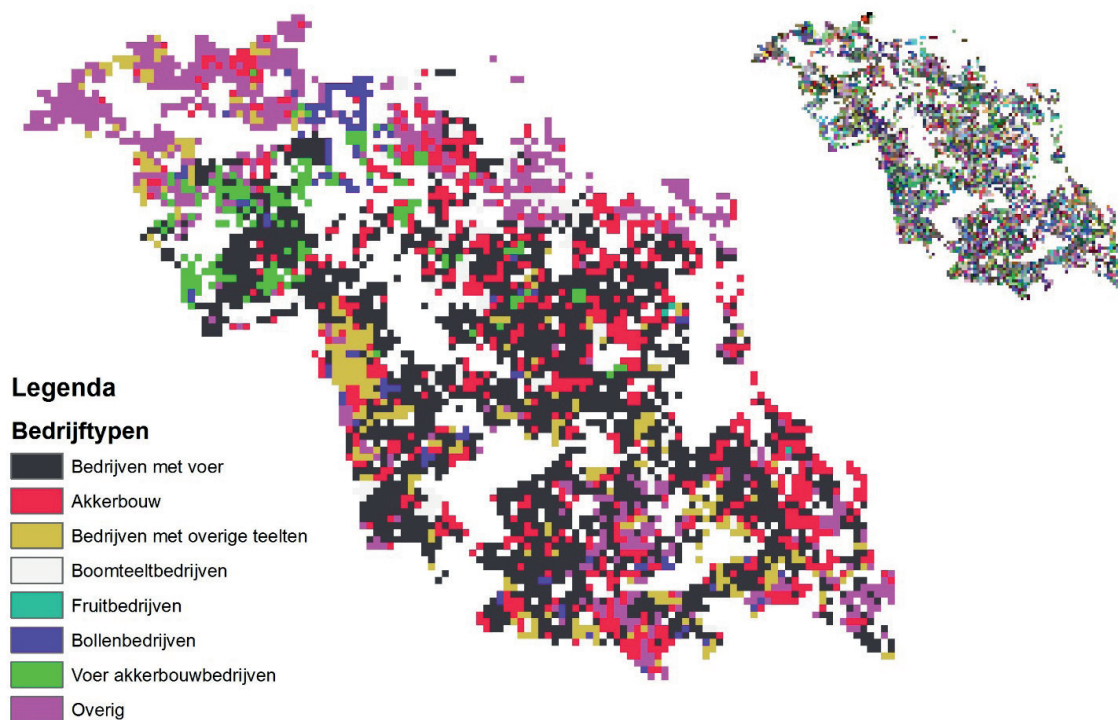 Legenda
Bedrijftypen
Bedrijven met voer
Akkerbouw
Bedrijven met overige teelten
Boomteeltbedrijven
Fruitbedrijven
Bollenbedrijven
Voer akkerbouwbedrijven
Overig